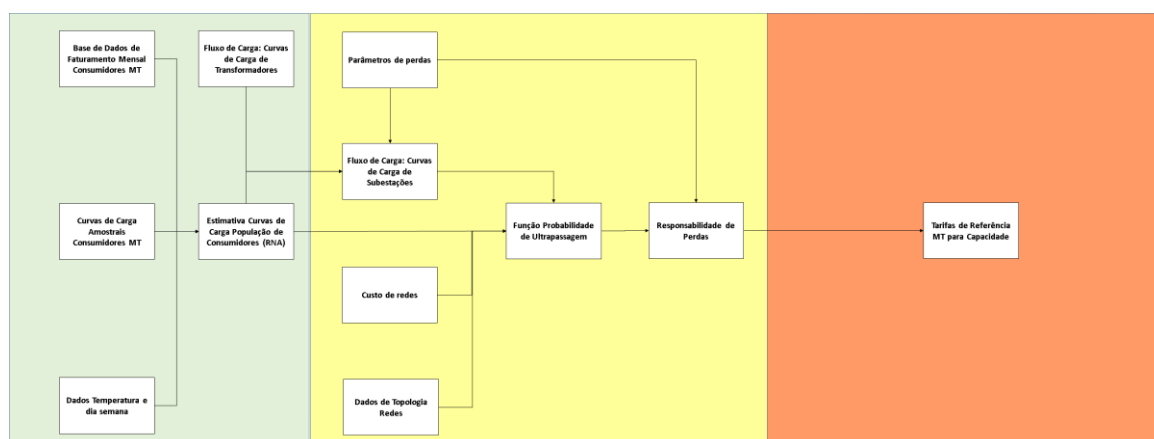 Base de Dados de
Faturamento Mensal
Consumidores MT
Fluxo de Carga: Curvas
de Carga de
Transformadores
Parâmetros de perdas
Fluxo de Carga: Curvas
de Carga de
Subestações
Curvas de Carga
Amostrais
Consumidores MT
Estimativa Curvas de
Carga População de
Consumidores (RNA)
Função Probabilidade
de Ultrapassagem
Responsabilidade de
Perdas
Tarifas de Referência
MT para Capacidade
Custo de redes
Dados Temperatura e
dia semana
Dados de Topologia
Redes